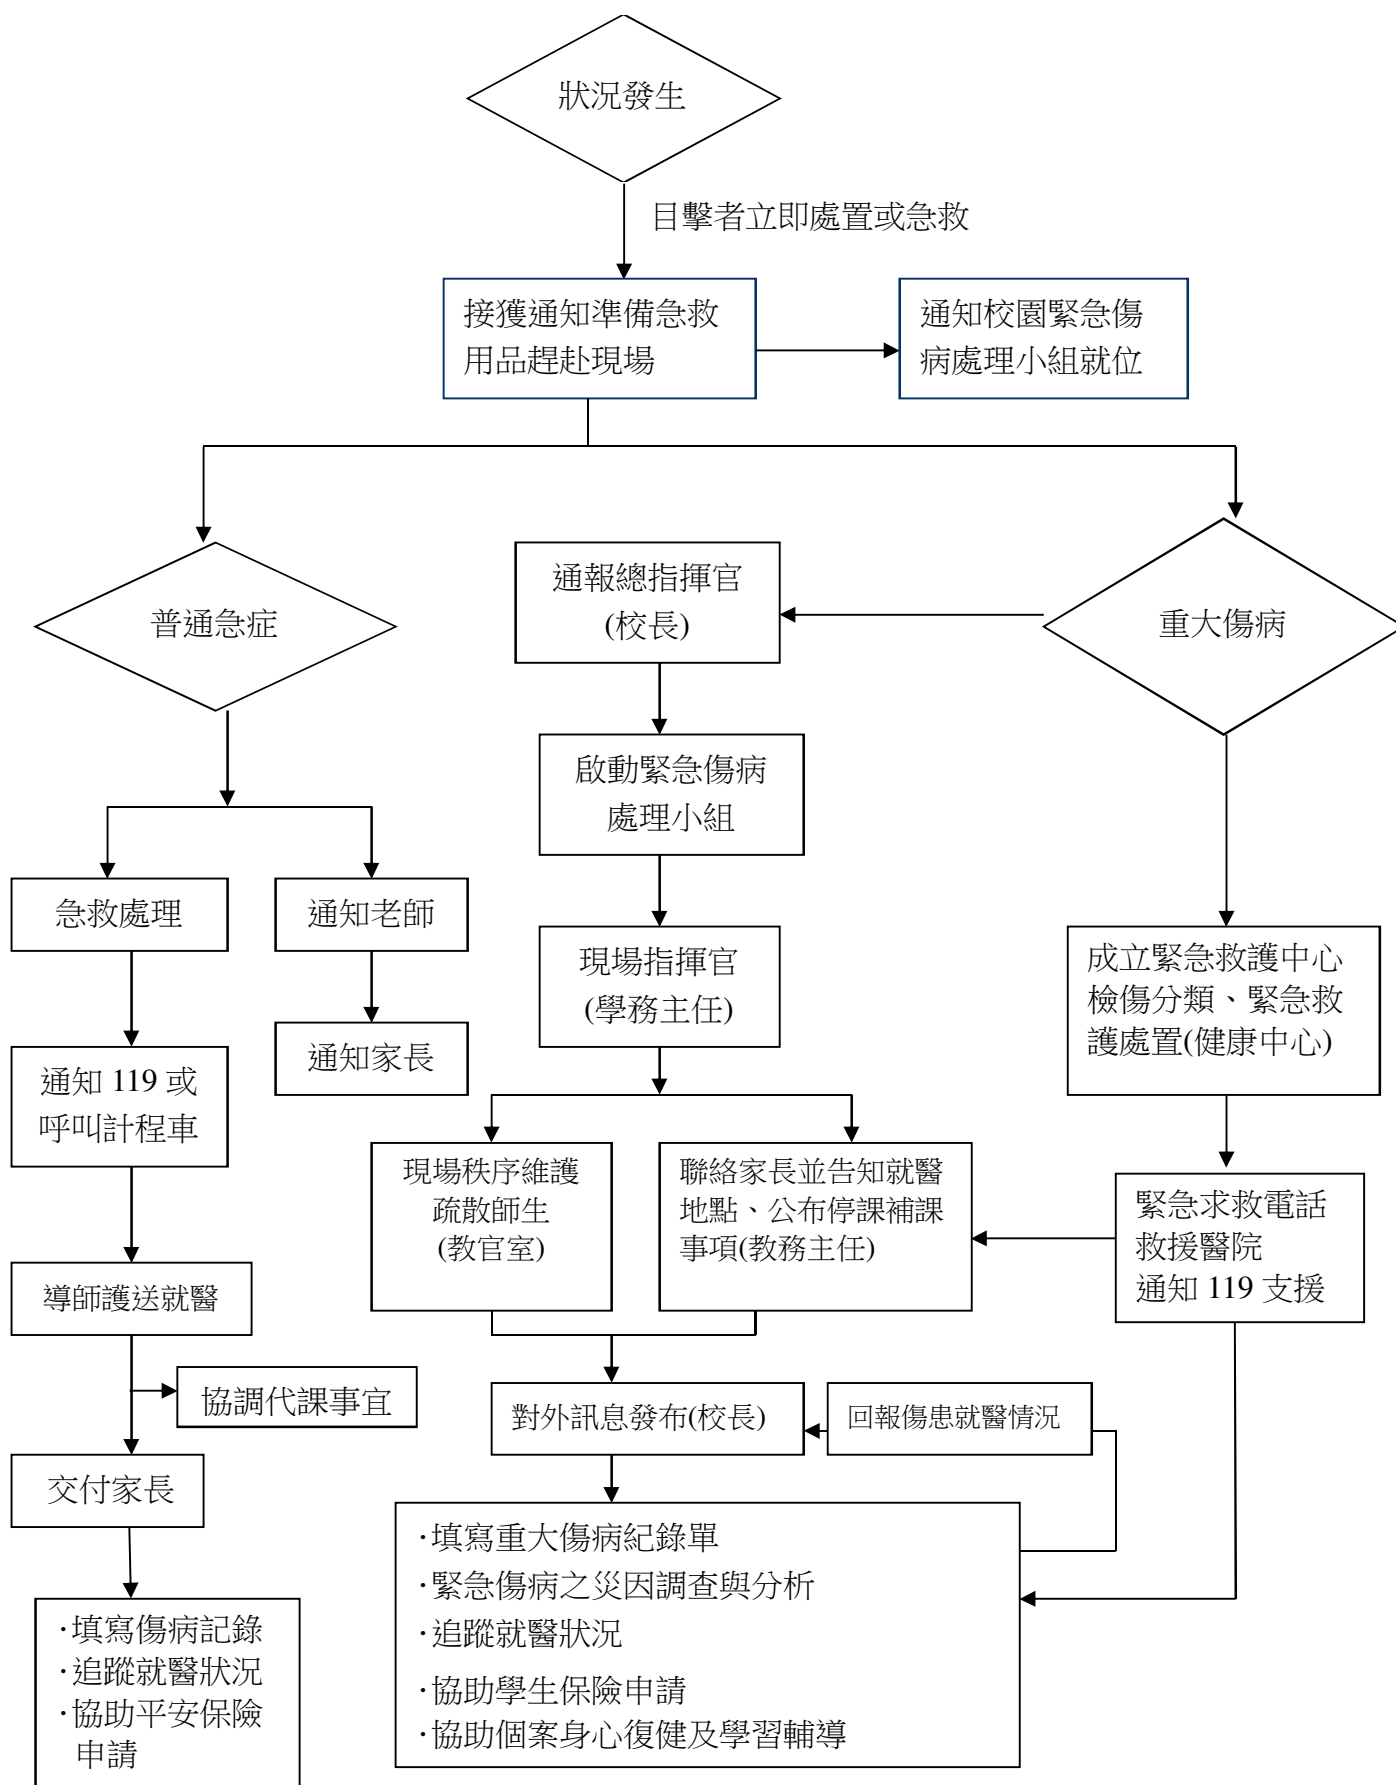 狀況發生
目擊者立即處置或急救
接獲通知準備急救
用品趕赴現場
通知校園緊急傷
病處理小組就位
普通急症
通報總指揮官
(校長)
重大傷病
啟動緊急傷病
處理小組
急救處理
通知老師
現場指揮官
(學務主任)
成立緊急救護中心
檢傷分類、緊急救
護處置(健康中心)
通知家長
通知 119 或
呼叫計程車
現場秩序維護
疏散師生
(教官室)
聯絡家長並告知就醫
地點、公布停課補課
事項(教務主任)
緊急求救電話
救援醫院
通知 119 支援
導師護送就醫
協調代課事宜
對外訊息發布(校長)
回報傷患就醫情況
交付家長
·填寫重大傷病紀錄單
·緊急傷病之災因調查與分析
·追蹤就醫狀況
·協助學生保險申請
·協助個案身心復健及學習輔導
·填寫傷病記錄
·追蹤就醫狀況
·協助平安保險
申請